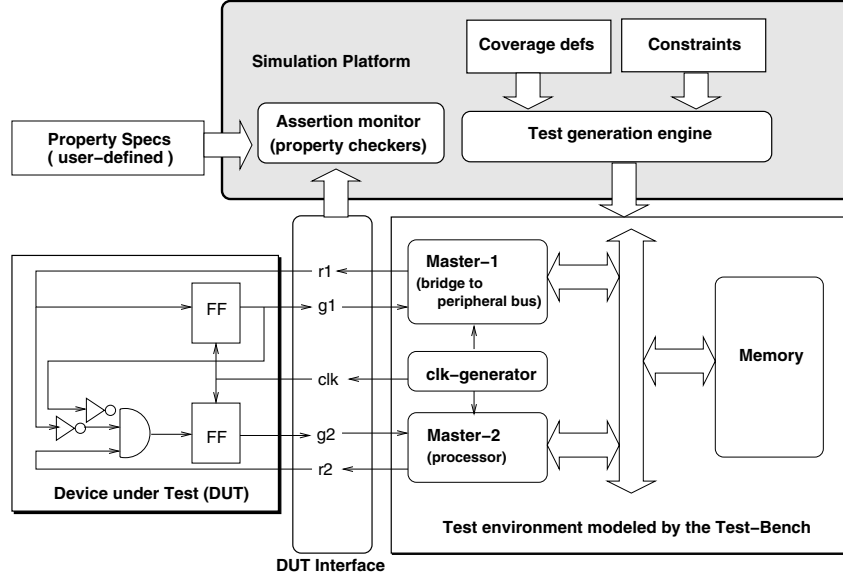 Coverage defs
Constraints
Simulation Platform
Assertion monitor
(property checkers)
Test generation engine
Property Specs
( user−defined )
Master−1
(bridge to
peripheral bus)
r1
FF
g1
clk
clk−generator
Memory
FF
g2
Master−2
(processor)
r2
Device under Test (DUT)
Test environment modeled by the Test−Bench
DUT Interface